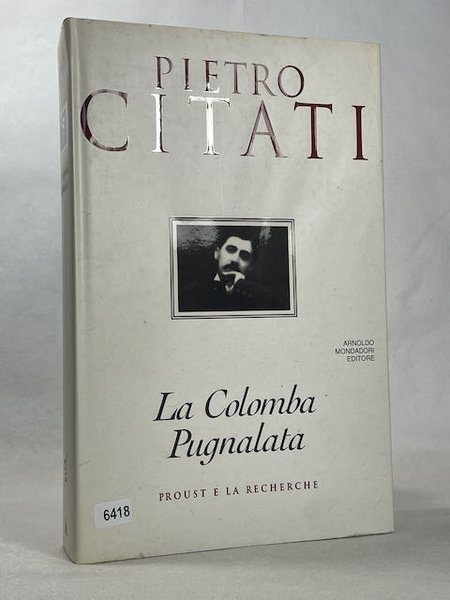 PIETRO
CITATI
ARNOLDO
MONDADORI
EDITORE
La Colomba
Pugnalata
PROUST E LA RECHERCHE
6418